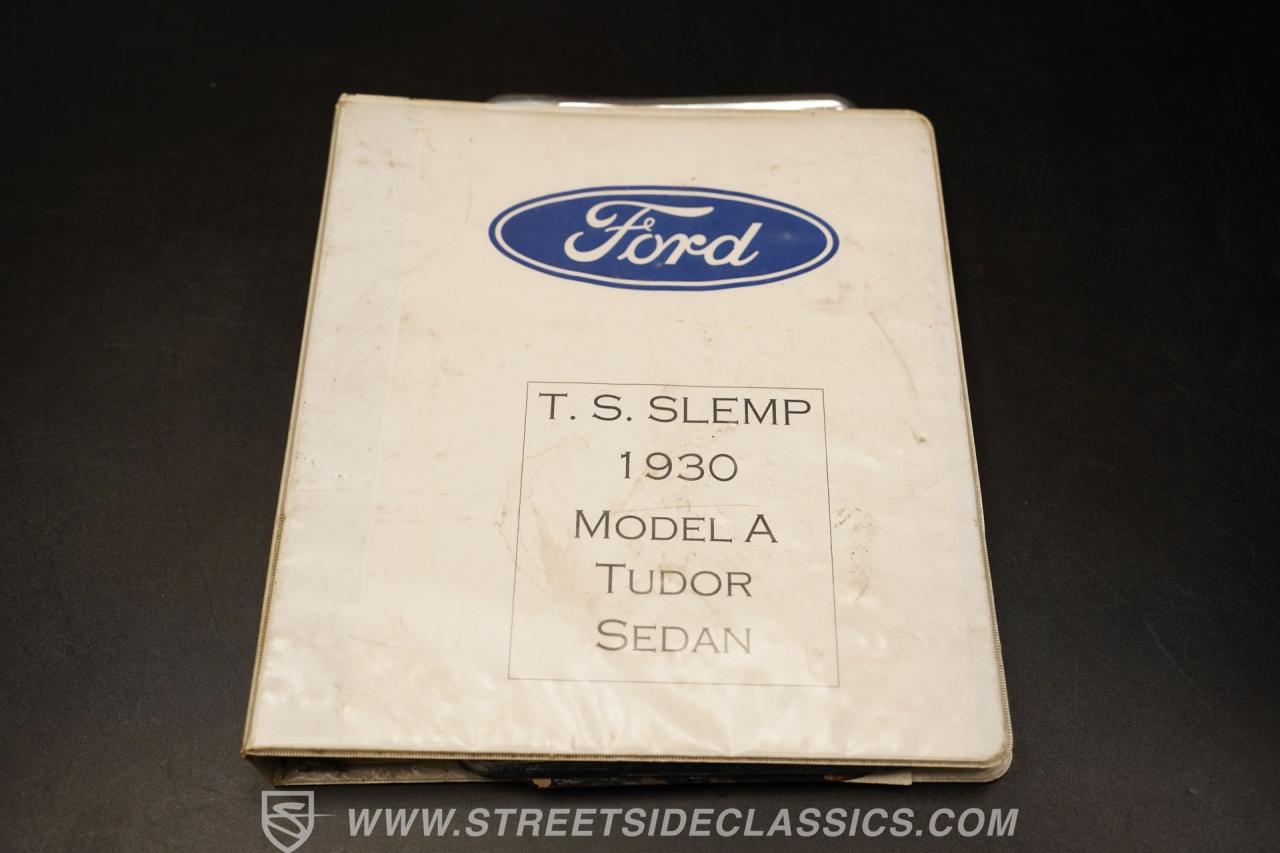 Ford
T. S. SLEMP
1930
MODEL A
TUDOR
SEDAN
WWW.STREETSIDECLASSICS.COM